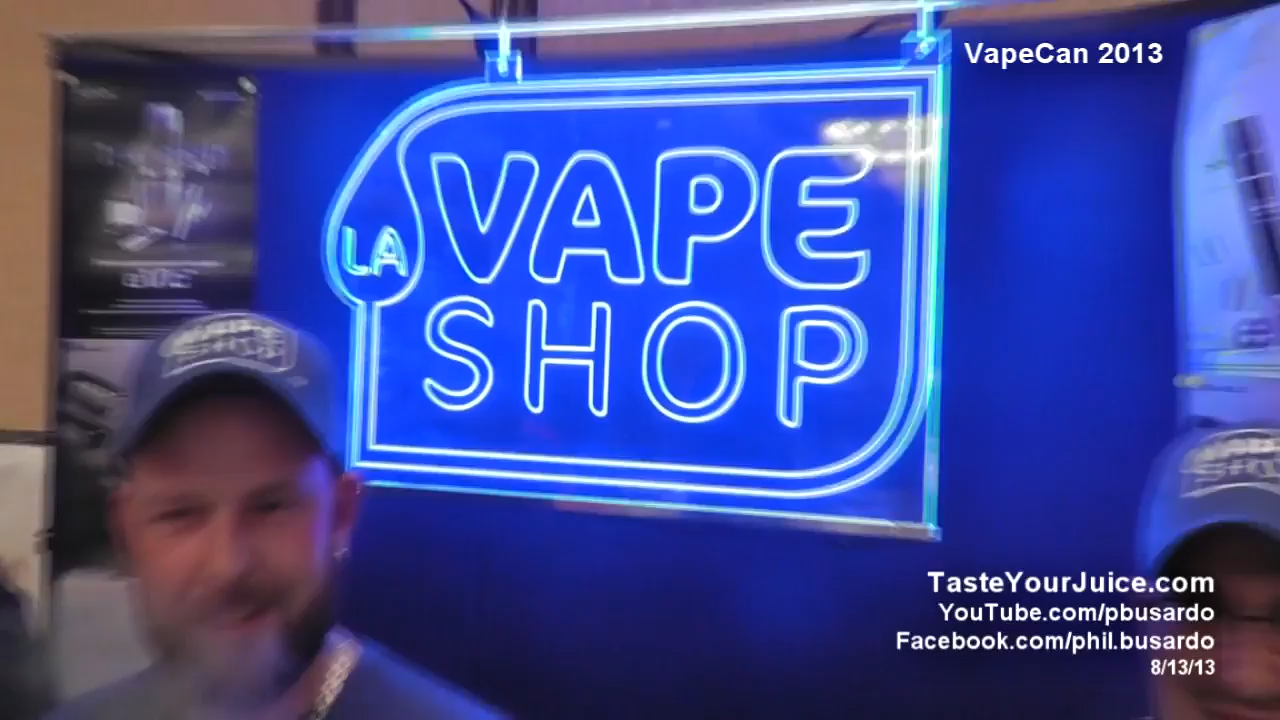 VapeCan 2013
LA
VAPE
SHOP
TasteYourJuice.com
YouTube.com/pbusardo
Facebook.com/phil.busardo
8/13/13